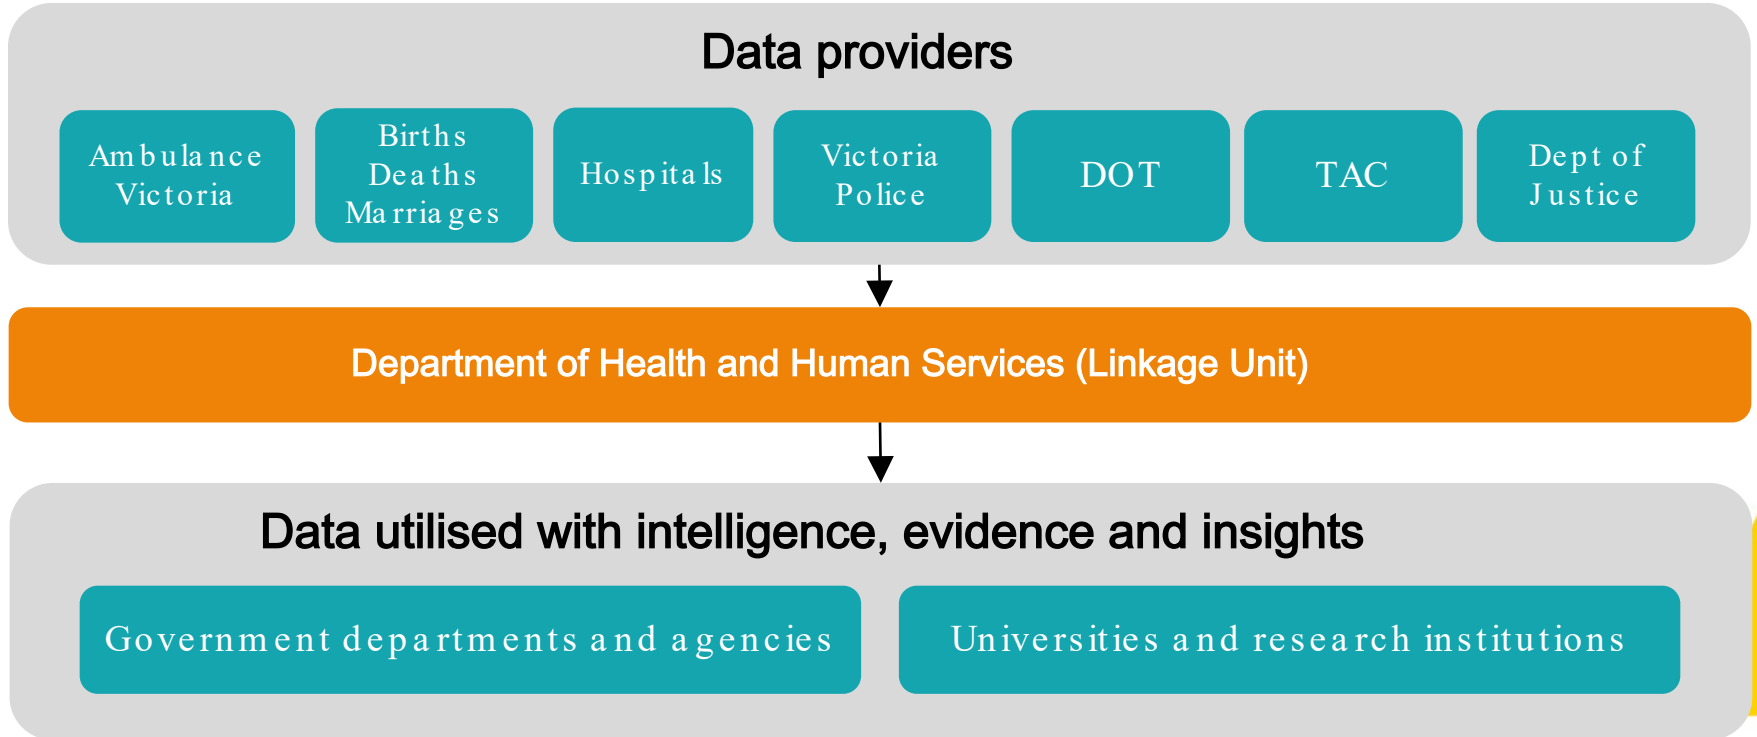 Data providers
Ambulance
Victoria
Births
Deaths
Marriages
Hospitals
Victoria
Police
DOT
TAC
Dept of
Justice
Department of Health and Human Services (Linkage Unit)
Data utilised with intelligence, evidence and insights
Government departments and agencies
Universities and research institutions